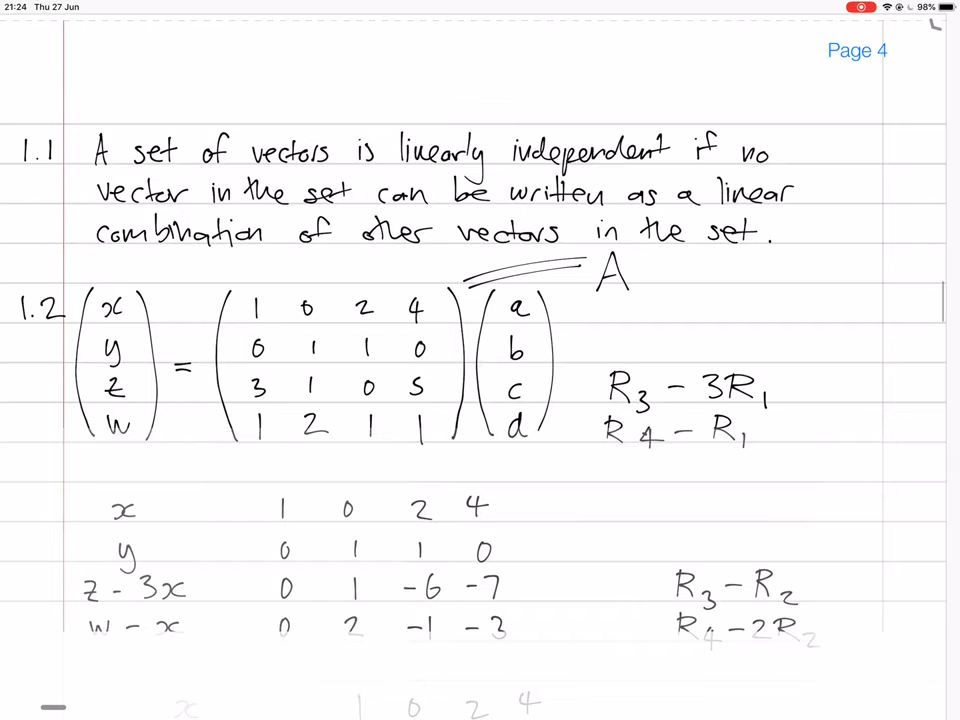 21:24 Thu 27 Jun 98%
Page 4
1.1 A set of vectors is linearly independent if no
vector in the set can be written as a linear
combination of other vectors in the set.
A
1.2 (x) = (1 0 2 4) (a)
y 0 1 1 0 b
z 3 1 0 5 c R3 - 3R1
w 1 2 1 1 d R4 - R1
x 1 0 2 4
y 0 1 1 0
z - 3x 0 1 -6 -7 R3 - R2
w - x 0 2 -1 -3 R4 - 2R2
x 1 0 2 4